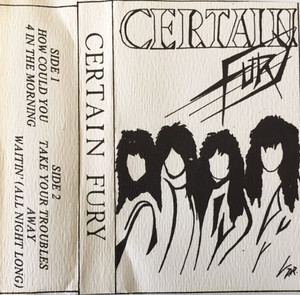 SIDE 1
HOW COULD YOU
4 IN THE MORNING
SIDE 2
TAKE YOUR TROUBLES
AWAY
WAITIN' (ALL NIGHT LONG)
CERTAIN FURY
CERTAIN
FURY